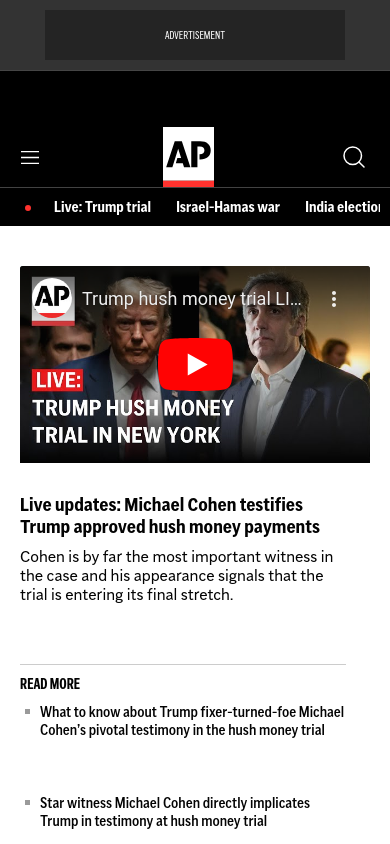 ADVERTISEMENT
AP
Live: Trump trial Israel-Hamas war India election
AP Trump hush money trial LI...
LIVE:
TRUMP HUSH MONEY
TRIAL IN NEW YORK
Live updates: Michael Cohen testifies
Trump approved hush money payments
Cohen is by far the most important witness in
the case and his appearance signals that the
trial is entering its final stretch.
READ MORE
What to know about Trump fixer-turned-foe Michael
Cohen's pivotal testimony in the hush money trial
Star witness Michael Cohen directly implicates
Trump in testimony at hush money trial